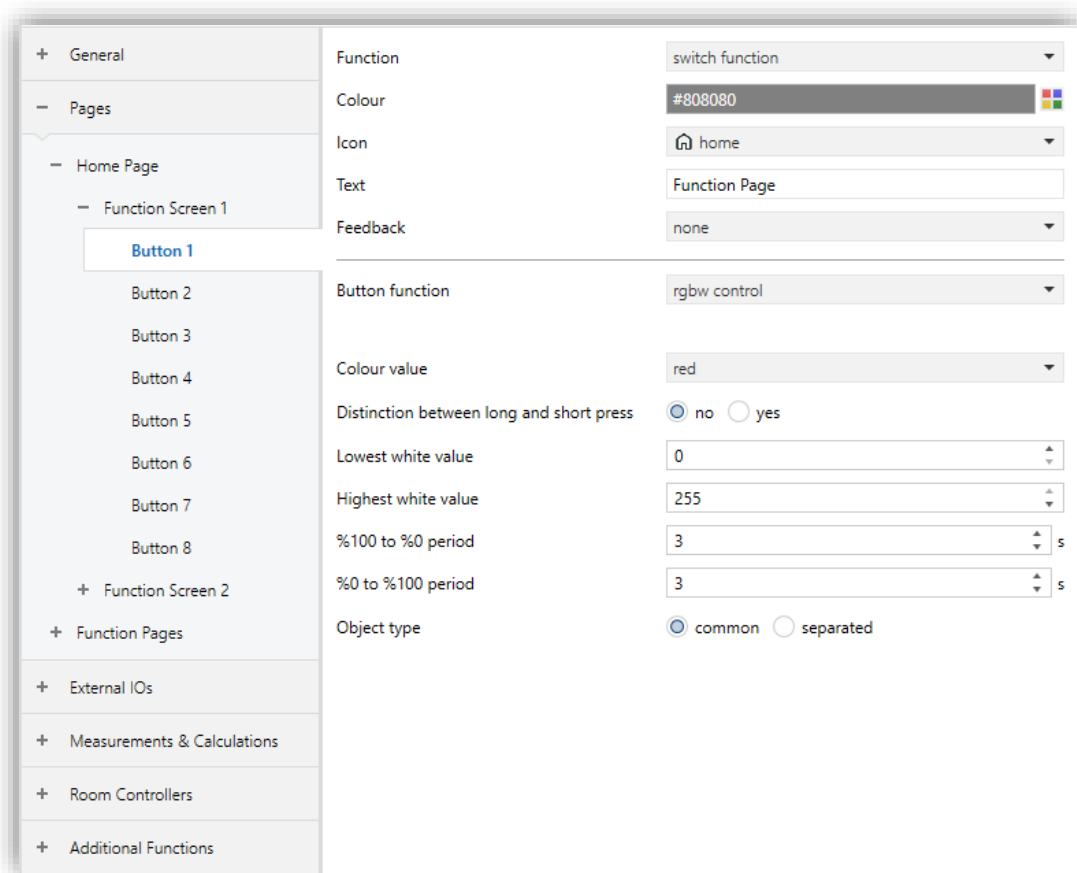 General
Pages
Home Page
Function Screen 1
Button 1
Button 2
Button 3
Button 4
Button 5
Button 6
Button 7
Button 8
Function Screen 2
Function Pages
External IOs
Measurements & Calculations
Room Controllers
Additional Functions
Function switch function
Colour #808080
Icon home
Text Function Page
Feedback none
Button function rgbw control
Colour value red
Distinction between long and short press no yes
Lowest white value 0
Highest white value 255
%100 to %0 period 3 s
%0 to %100 period 3 s
Object type common separated